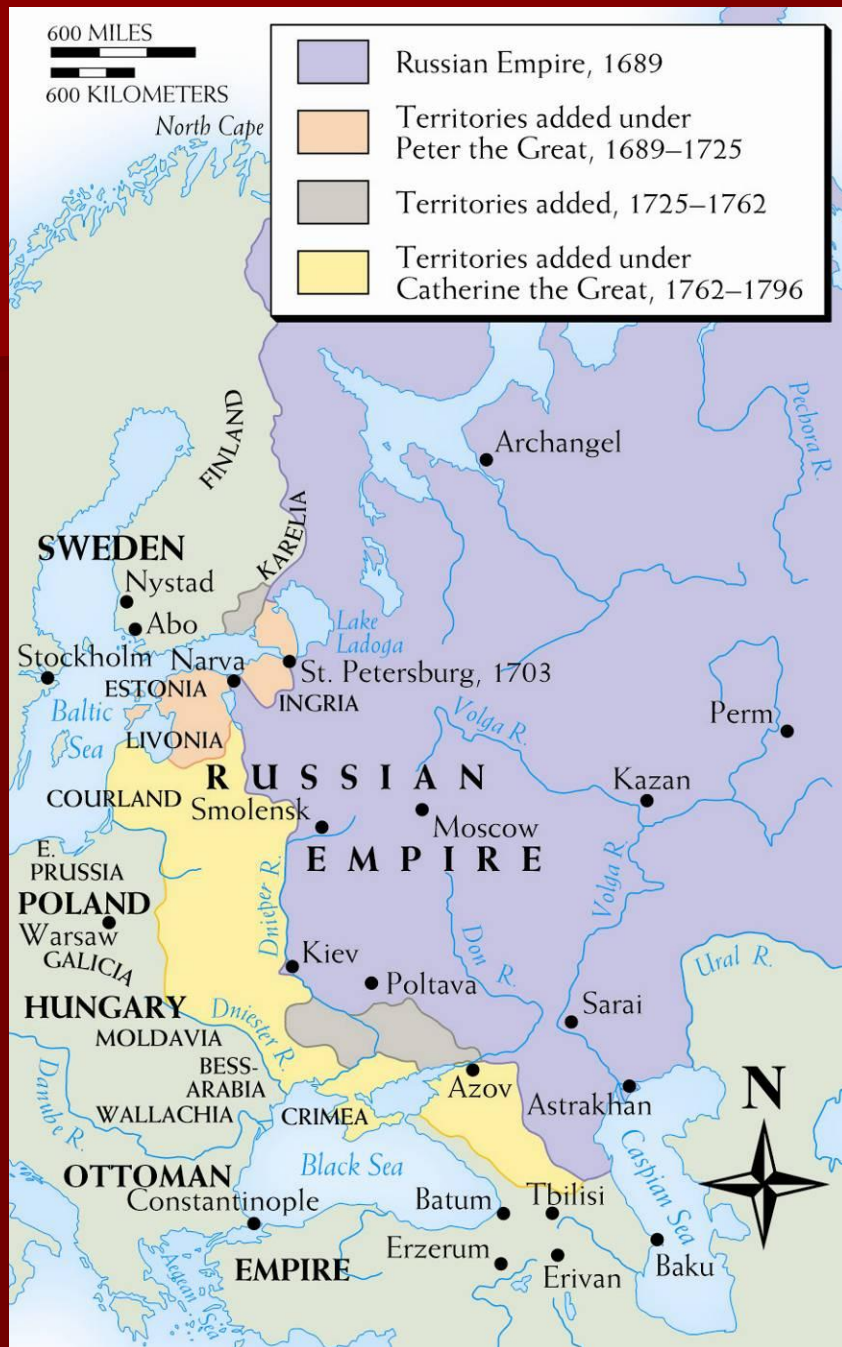 600 MILES
600 KILOMETERS
Russian Empire, 1689
Territories added under
Peter the Great, 1689–1725
Territories added, 1725–1762
Territories added under
Catherine the Great, 1762–1796
North Cape
Pechora R.
Archangel
FINLAND
KARELIA
SWEDEN
Nystad
Abo
Lake
Ladoga
Stockholm
Narva
St. Petersburg, 1703
ESTONIA
INGRIA
Baltic
Sea
LIVONIA
Volga R.
Perm
RUSSIAN
EMPIRE
COURLAND
Smolensk
Moscow
Kazan
Volga R.
E.
PRUSSIA
POLAND
Warsaw
GALICIA
Dnieper R.
Don R.
Kiev
Poltava
Ural R.
Sarai
HUNGARY
MOLDAVIA
Dniester R.
BESS-
ARABIA
WALLACHIA
Danube R.
CRIMEA
Azov
Astrakhan
N
Black Sea
Caspian Sea
OTTOMAN
EMPIRE
Constantinople
Batum
Tbilisi
Erzerum
Erivan
Baku
Aegean
Sea